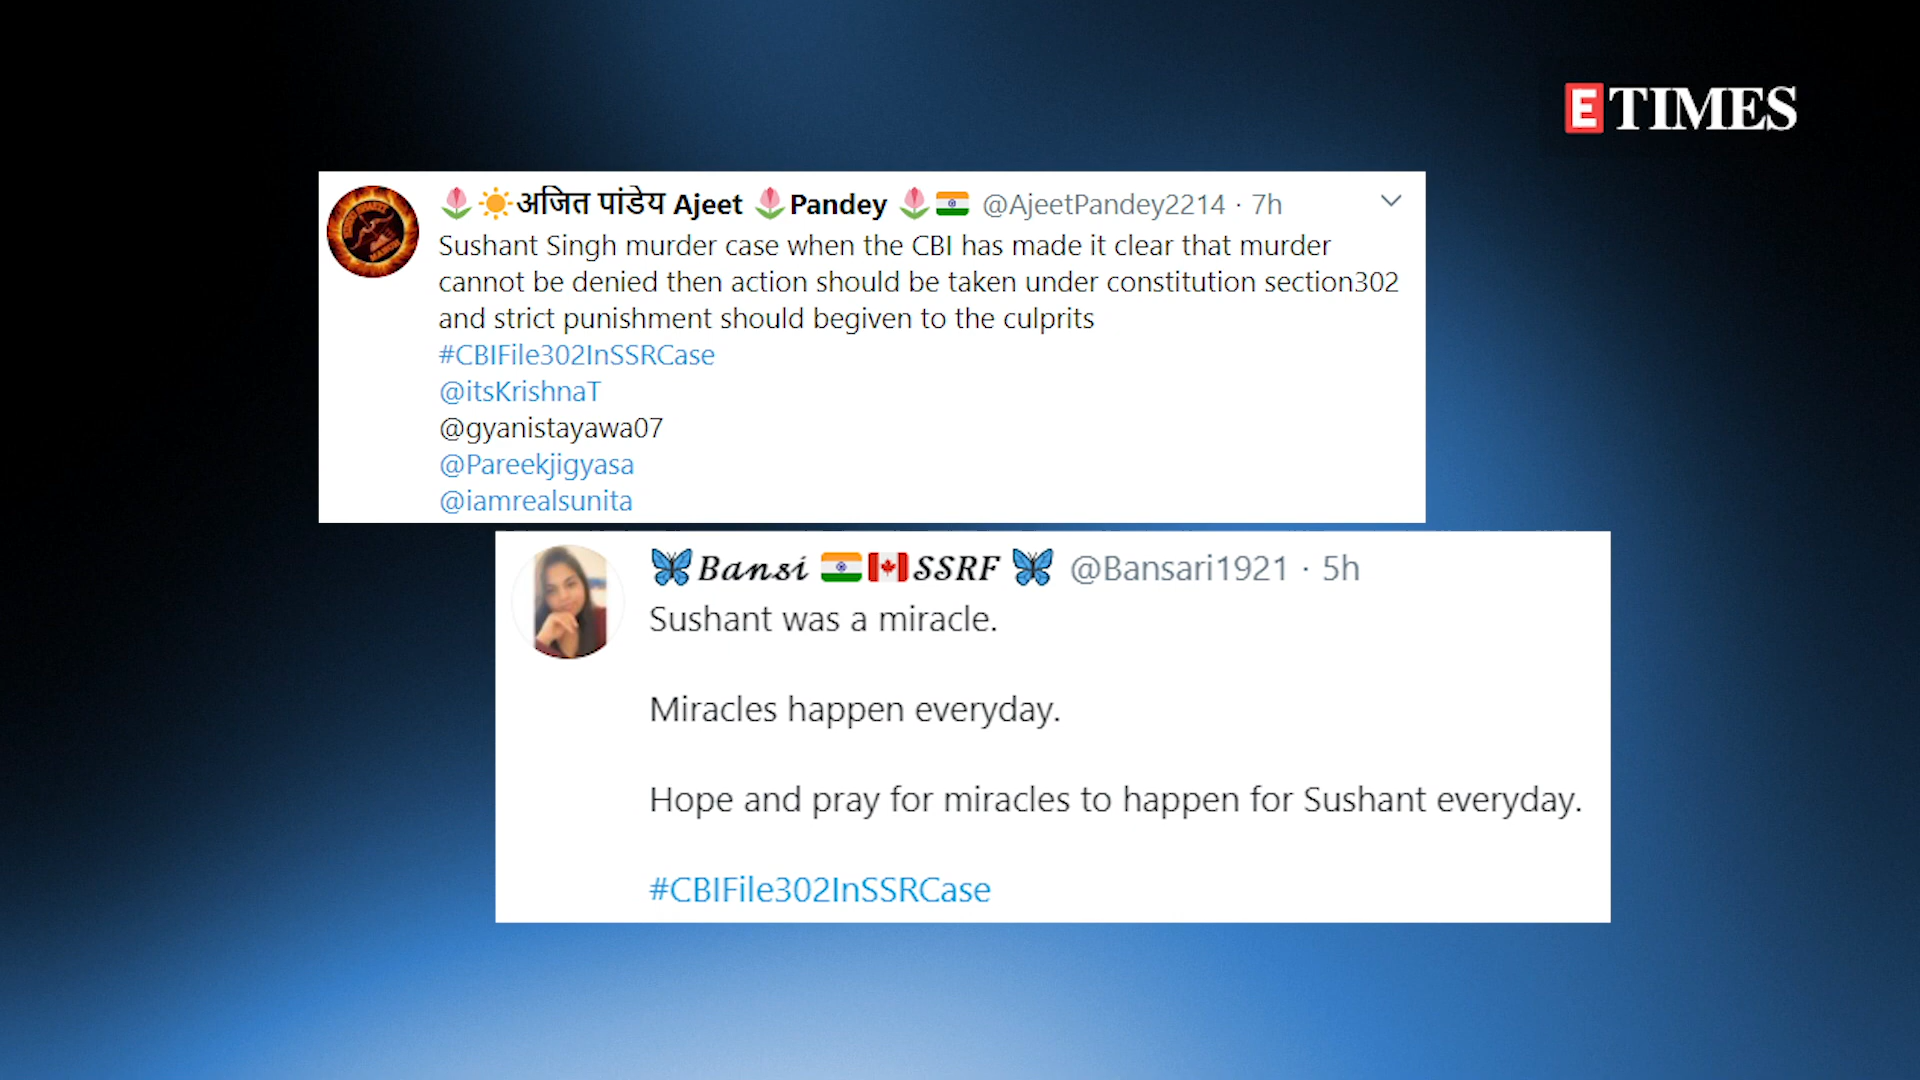 E TIMES
अजित पांडेय Ajeet Pandey @AjeetPandey2214 · 7h
Sushant Singh murder case when the CBI has made it clear that murder
cannot be denied then action should be taken under constitution section302
and strict punishment should begiven to the culprits
#CBIFile302InSSRCase
@itsKrishnaT
@gyanistayawa07
@Pareekjigyasa
@iamrealsunita
Bansi SSRF @Bansari1921 · 5h
Sushant was a miracle.
Miracles happen everyday.
Hope and pray for miracles to happen for Sushant everyday.
#CBIFile302InSSRCase